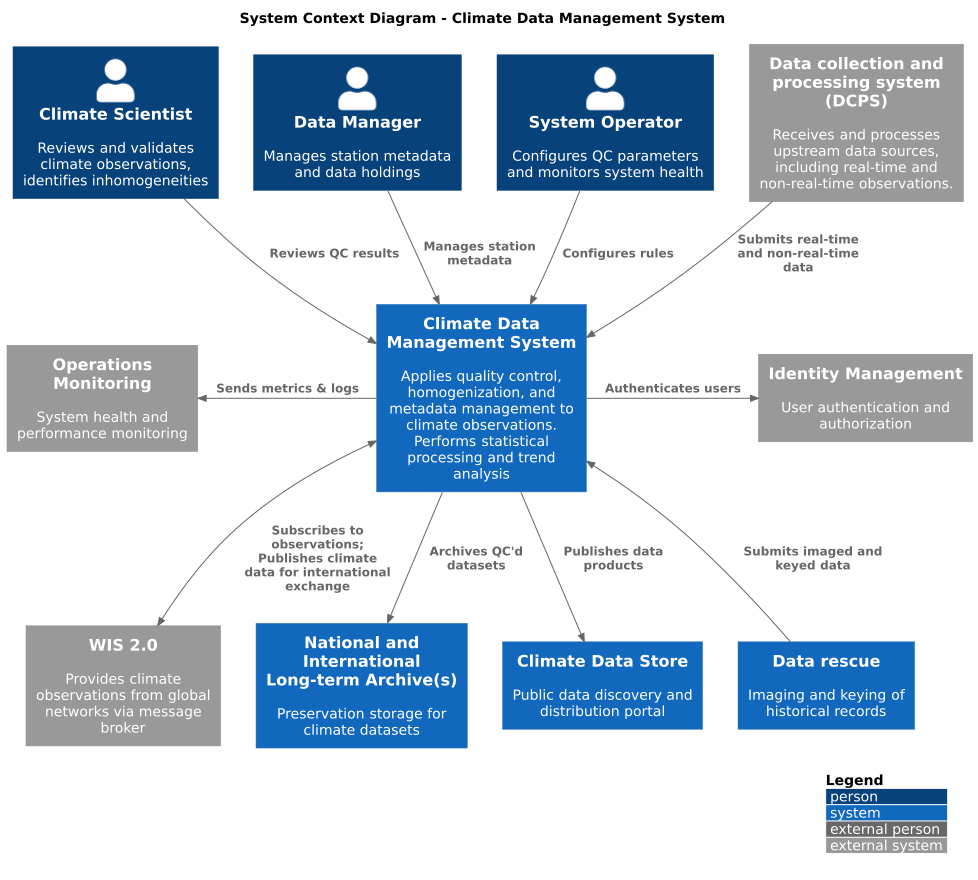 System Context Diagram - Climate Data Management System
Climate Scientist
Reviews and validates
climate observations,
identifies inhomogeneities
Data Manager
Manages station metadata
and data holdings
System Operator
Configures QC parameters
and monitors system health
Data collection and
processing system
(DCPS)
Receives and processes
upstream data sources,
including real-time and
non-real-time observations.
Reviews QC results
Manages station
metadata
Configures rules
Submits real-time
and non-real-time
data
Operations
Monitoring
System health and
performance monitoring
Sends metrics & logs
Climate Data
Management System
Applies quality control,
homogenization, and
metadata management to
climate observations.
Performs statistical
processing and trend
analysis
Authenticates users
Identity Management
User authentication and
authorization
Subscribes to
observations;
Publishes climate
data for international
exchange
Archives QC'd
datasets
Publishes data
products
Submits imaged and
keyed data
WIS 2.0
Provides climate
observations from global
networks via message
broker
National and
International
Long-term Archive(s)
Preservation storage for
climate datasets
Climate Data Store
Public data discovery and
distribution portal
Data rescue
Imaging and keying of
historical records
Legend
person
system
external person
external system